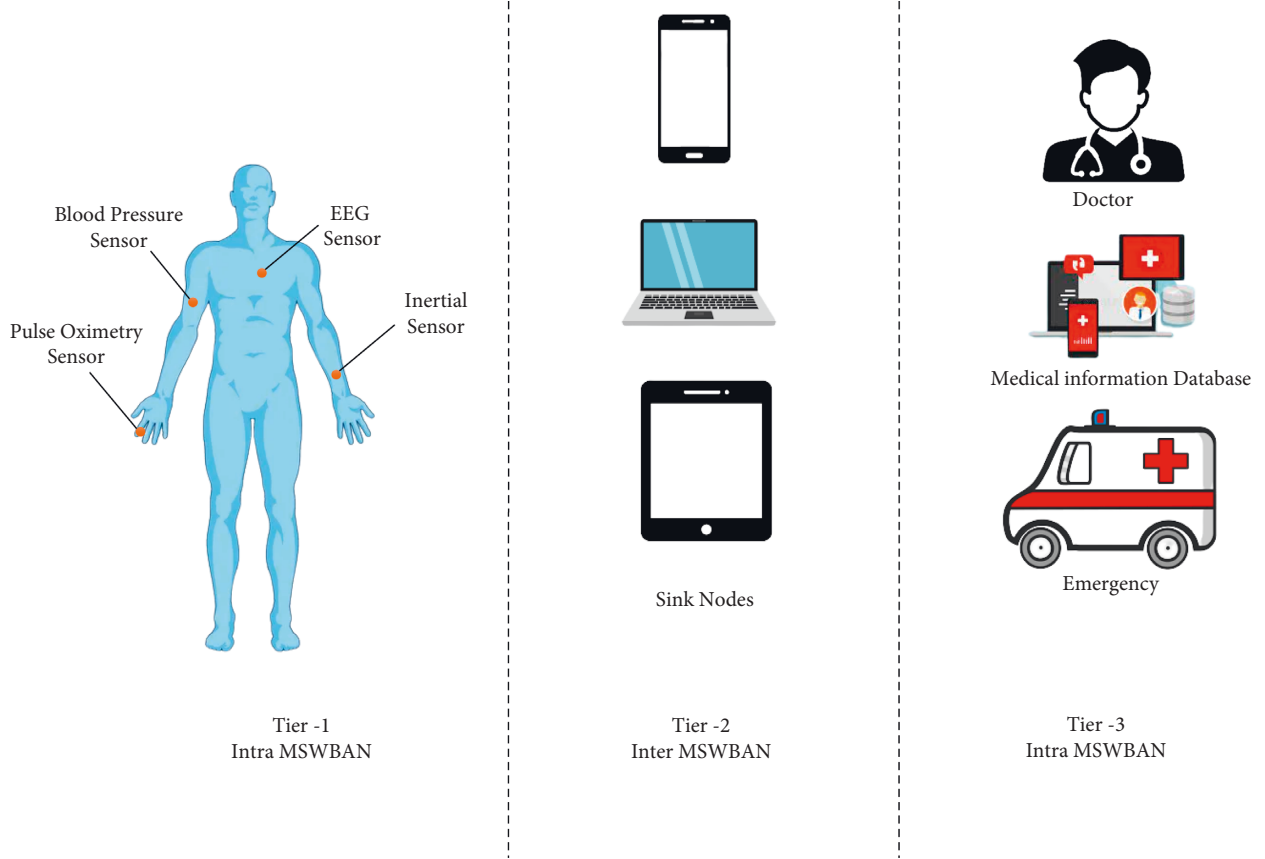 Blood Pressure
Sensor
EEG
Sensor
Inertial
Sensor
Pulse Oximetry
Sensor
Tier -1
Intra MSWBAN
Sink Nodes
Tier -2
Inter MSWBAN
Doctor
Medical information Database
Emergency
Tier -3
Intra MSWBAN